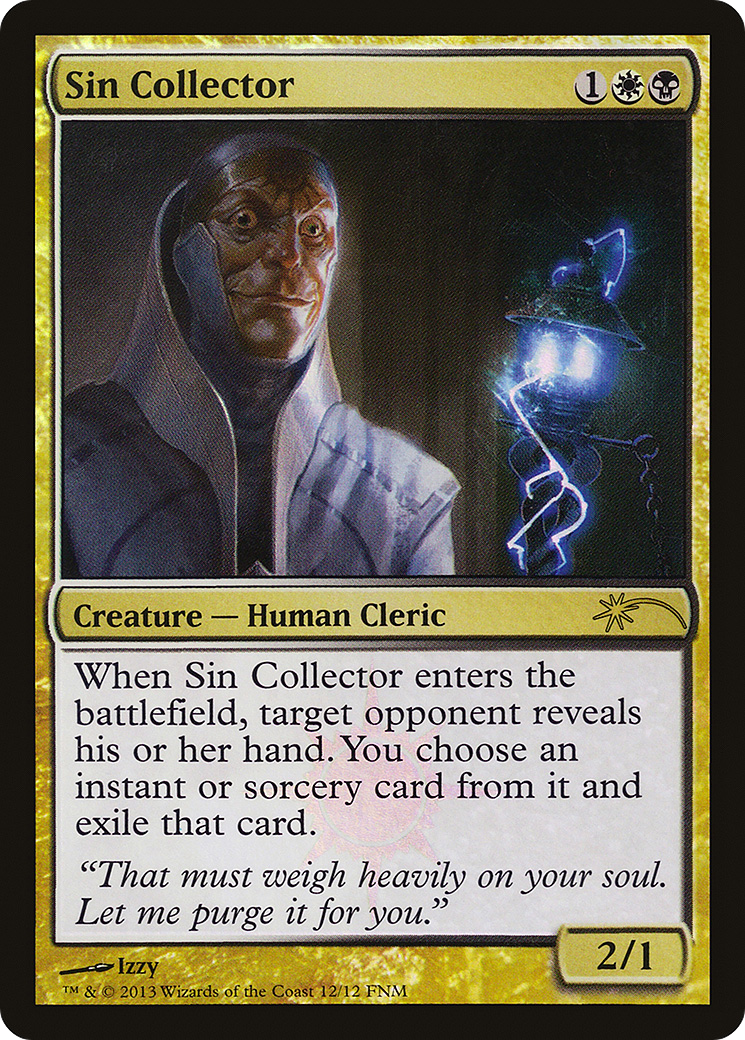 Sin Collector 1
Creature — Human Cleric
When Sin Collector enters the
battlefield, target opponent reveals
his or her hand. You choose an
instant or sorcery card from it and
exile that card.
“That must weigh heavily on your soul.
Let me purge it for you.”
2/1
Izzy
™ & © 2013 Wizards of the Coast 12/12 FNM